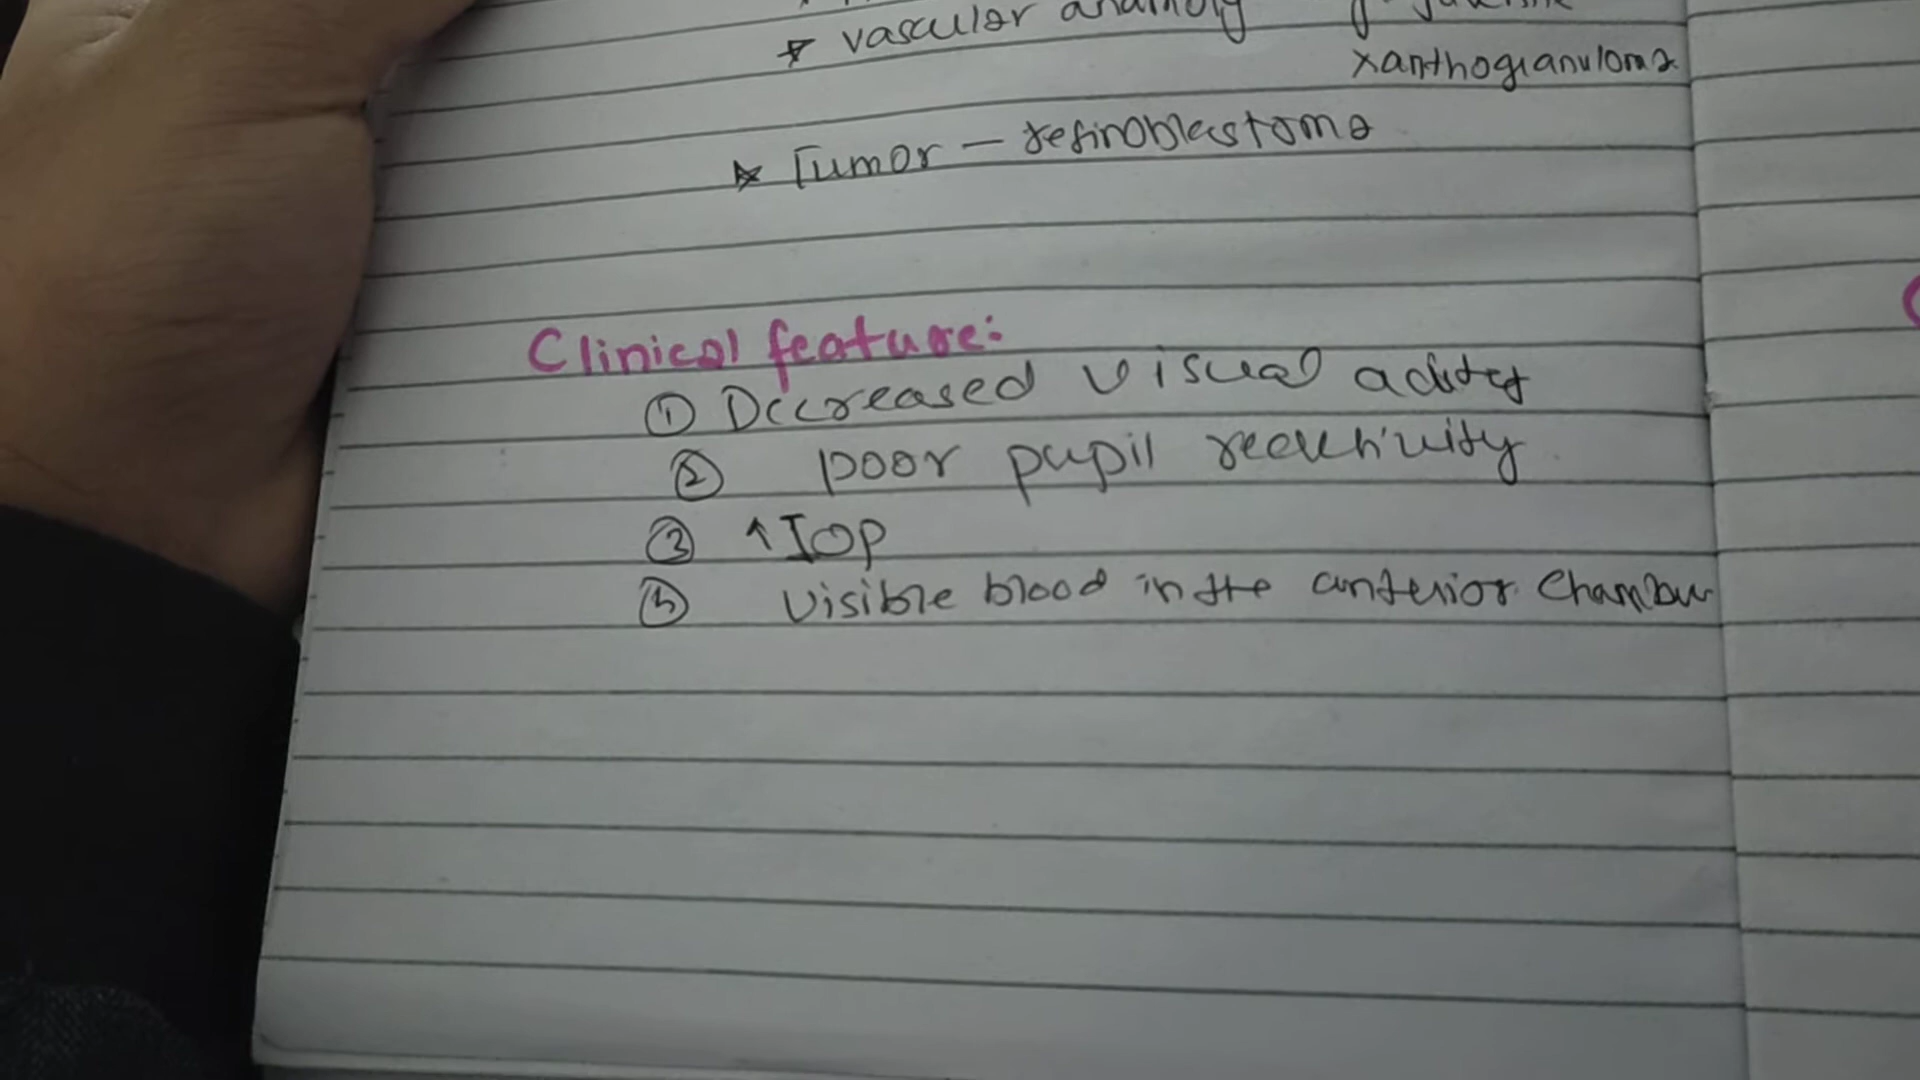 * vascular anamoly
xanthogranuloma
* Tumor — retinoblastoma
Clinical feature:
① Decreased visual acuity
② poor pupil reactivity
③ ↑ IOP
visible blood in the anterior chamber